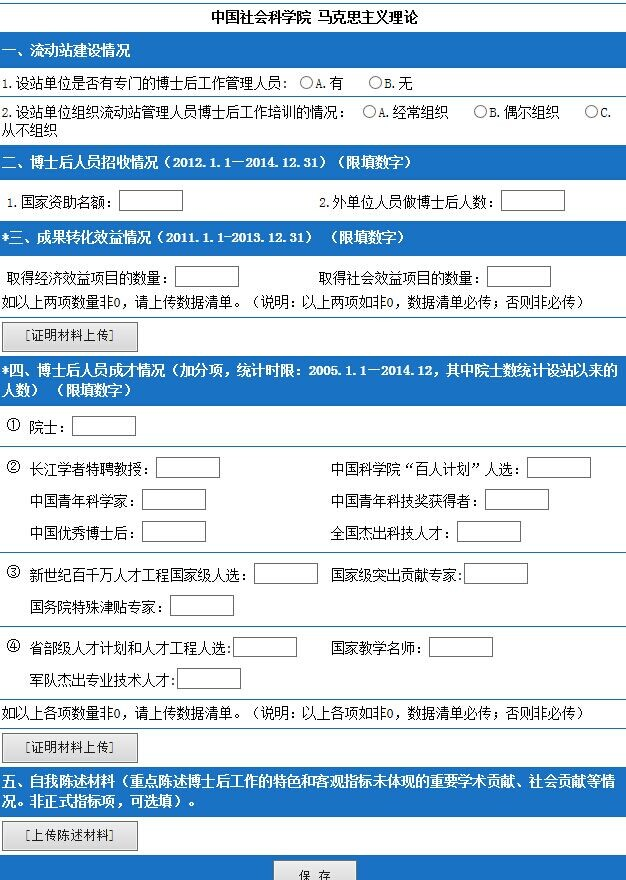 中国社会科学院 马克思主义理论
一、流动站建设情况
1.设站单位是否有专门的博士后工作管理人员: A.有 B.无
2.设站单位组织流动站管理人员博士后工作培训的情况: A.经常组织 B.偶尔组织 C.
从不组织
二、博士后人员招收情况（2012.1.1—2014.12.31）（限填数字）
1.国家资助名额: 2.外单位人员做博士后人数:
*三、成果转化效益情况（2011.1.1-2013.12.31） （限填数字）
取得经济效益项目的数量: 取得社会效益项目的数量:
如以上两项数量非0，请上传数据清单。（说明：以上两项如非0，数据清单必传；否则非必传）
[证明材料上传]
*四、博士后人员成才情况（加分项，统计时限：2005.1.1—2014.12，其中院士数统计设站以来的
人数） （限填数字）
① 院士:
② 长江学者特聘教授: 中国科学院“百人计划”人选:
中国青年科学家: 中国青年科技奖获得者:
中国优秀博士后: 全国杰出科技人才:
③ 新世纪百千万人才工程国家级人选: 国家级突出贡献专家:
国务院特殊津贴专家:
④ 省部级人才计划和人才工程人选: 国家教学名师:
军队杰出专业技术人才:
如以上各项数量非0，请上传数据清单。（说明：以上各项如非0，数据清单必传；否则非必传）
[证明材料上传]
五、自我陈述材料（重点陈述博士后工作的特色和客观指标未体现的重要学术贡献、社会贡献等情
况。非正式指标项，可选填）。
[上传陈述材料]
保 存